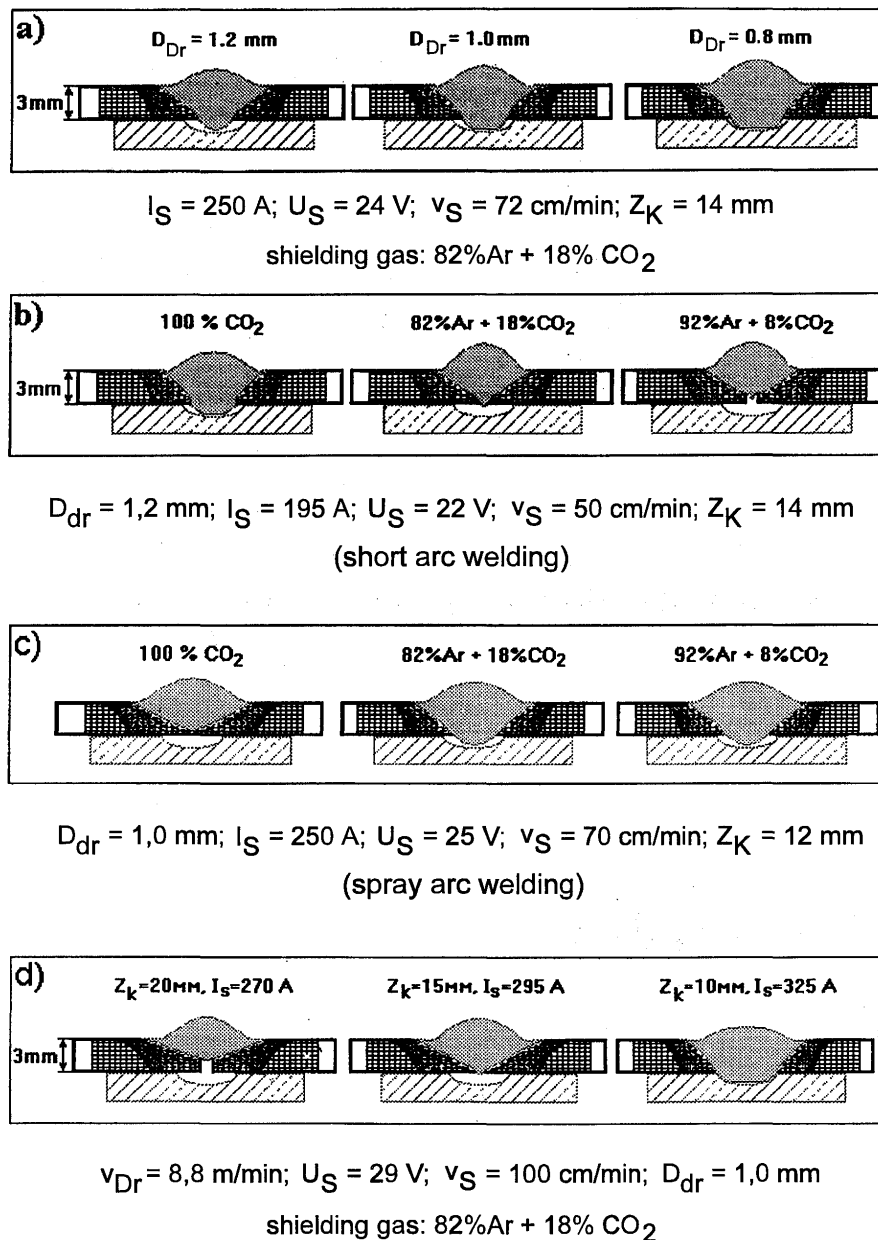 a)
D_Dr = 1.2 mm D_Dr = 1.0 mm D_Dr = 0.8 mm
3mm
I_S = 250 A; U_S = 24 V; v_S = 72 cm/min; Z_K = 14 mm
shielding gas: 82%Ar + 18% CO₂
b)
100 % CO₂ 82%Ar + 18%CO₂ 92%Ar + 8%CO₂
3mm
D_dr = 1,2 mm; I_S = 195 A; U_S = 22 V; v_S = 50 cm/min; Z_K = 14 mm
(short arc welding)
c)
100 % CO₂ 82%Ar + 18%CO₂ 92%Ar + 8%CO₂
D_dr = 1,0 mm; I_S = 250 A; U_S = 25 V; v_S = 70 cm/min; Z_K = 12 mm
(spray arc welding)
d)
Z_k=20мм, I_s=270 A Z_k=15мм, I_s=295 A Z_k=10мм, I_s=325 A
3mm
v_Dr = 8,8 m/min; U_S = 29 V; v_S = 100 cm/min; D_dr = 1,0 mm
shielding gas: 82%Ar + 18% CO₂